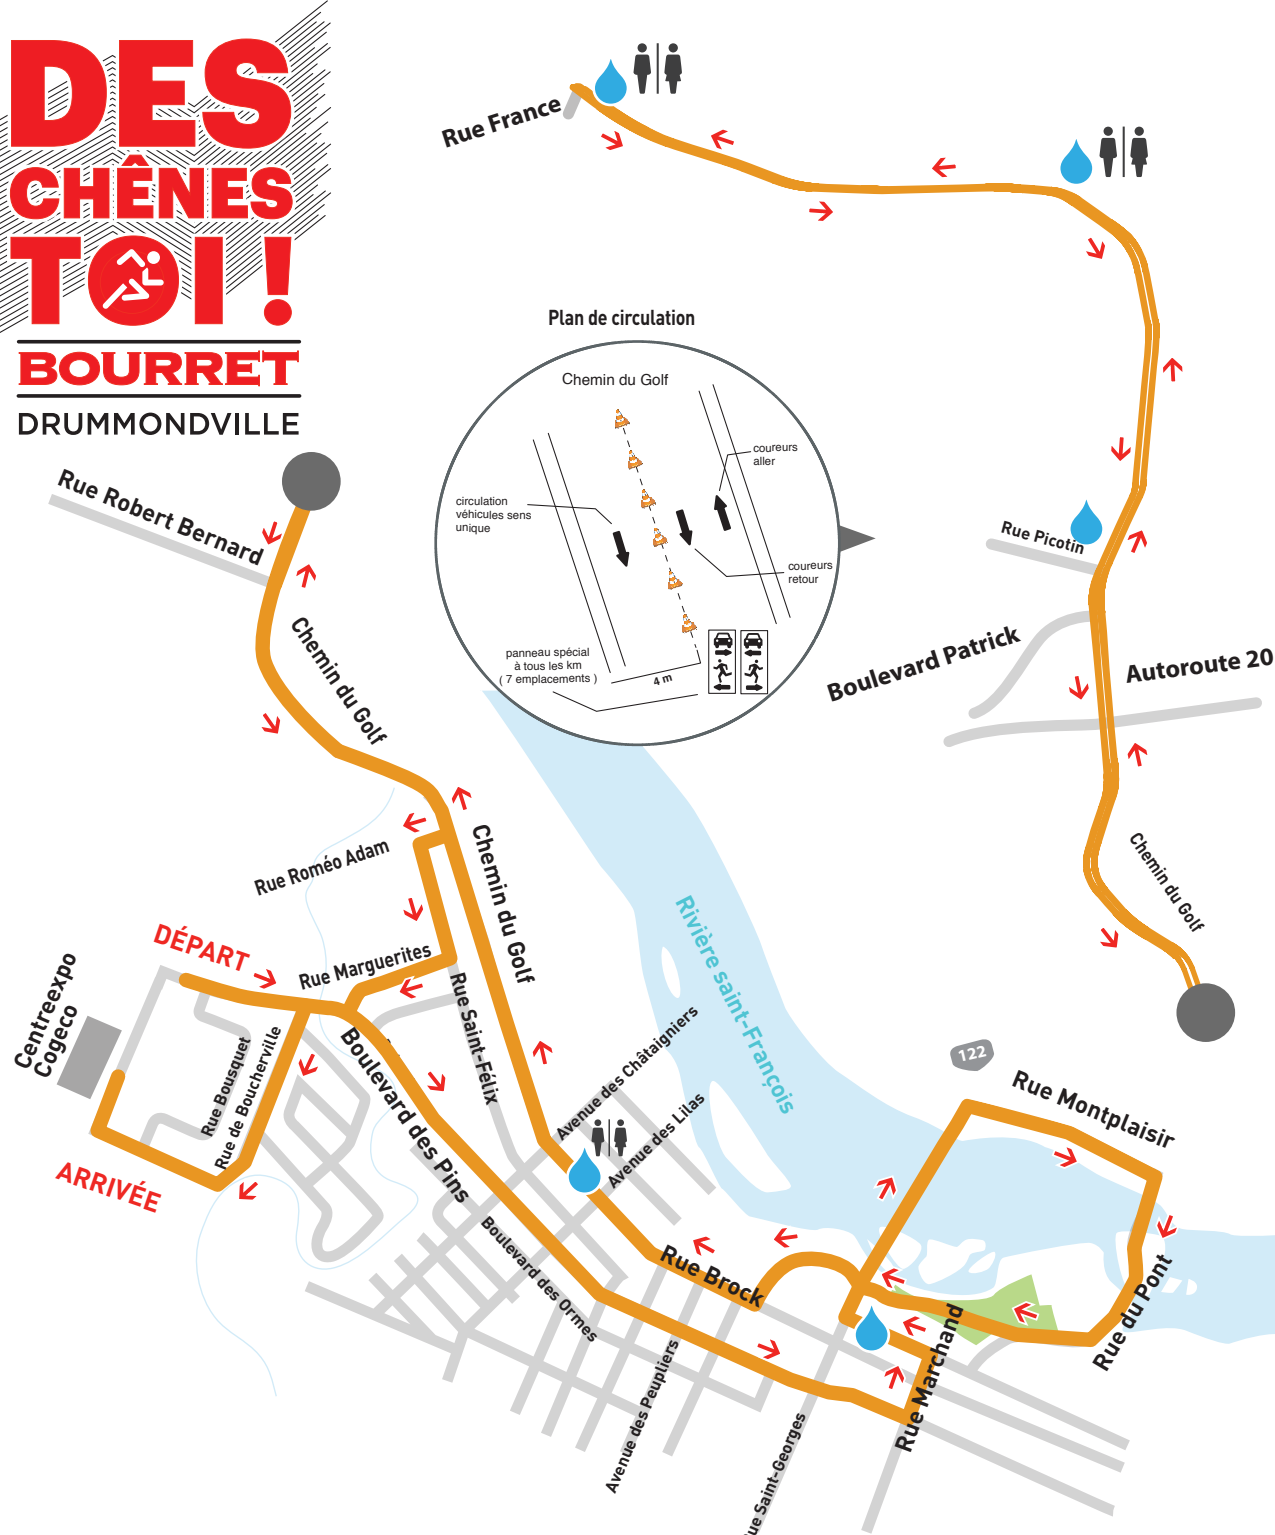 DES
CHÊNES
TOI !
BOURRET
DRUMMONDVILLE
Rue France
Plan de circulation
Chemin du Golf
coureurs
aller
circulation
véhicules sens
unique
coureurs
retour
panneau spécial
à tous les km
( 7 emplacements )
4 m
Rue Robert Bernard
Chemin du Golf
Rue Picotin
Boulevard Patrick
Autoroute 20
Chemin du Golf
Chemin du Golf
Rue Roméo Adam
DÉPART
Rue Marguerites
Centreexpo
Cogeco
Rue Bousquet
Rue de Boucherville
ARRIVÉE
Boulevard des Pins
Rue Saint-Félix
Avenue des Châtaigniers
Avenue des Lilas
Rivière saint-François
122
Rue Montplaisir
Boulevard des Ormes
Rue Brock
Rue du Pont
Rue Marchand
Avenue des Peupliers
Saint-Georges